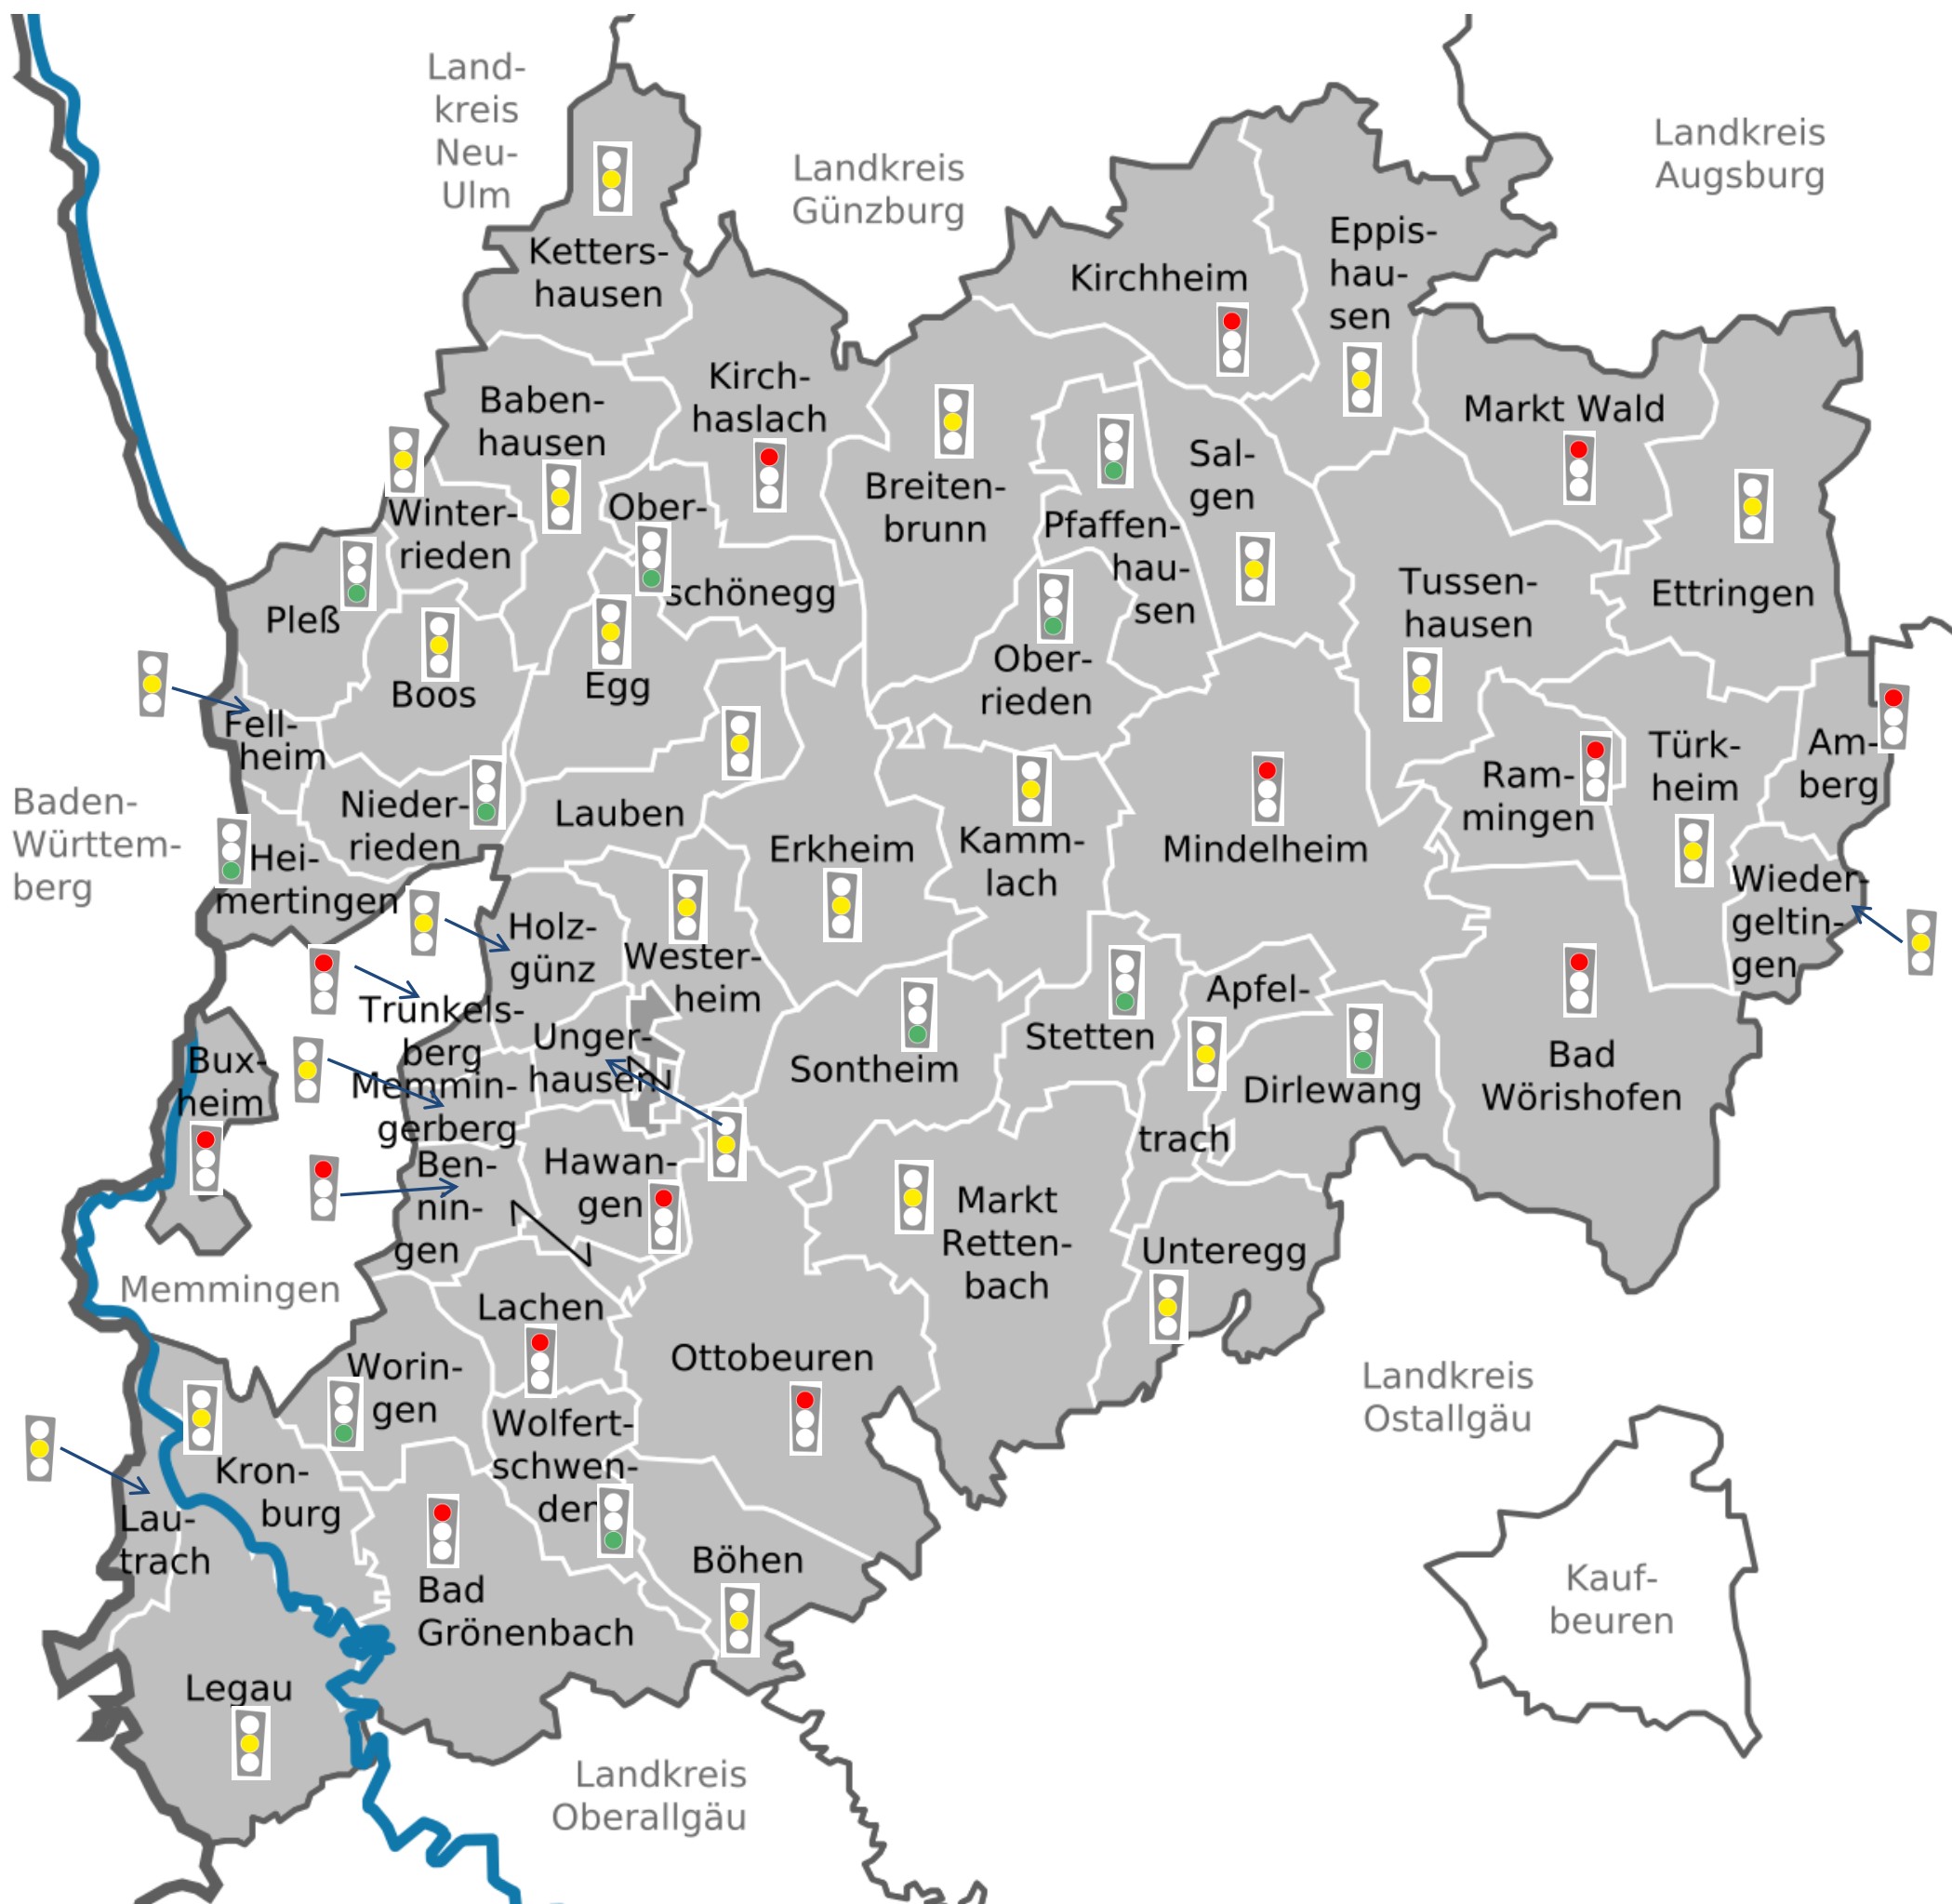 Land-
kreis
Neu-
Ulm
Landkreis
Günzburg
Landkreis
Augsburg
Ketters-
hausen
Kirchheim
Eppis-
hau-
sen
Kirch-
haslach
Baben-
hausen
Markt Wald
Breiten-
brunn
Sal-
gen
Winter-
rieden
Ober-
schönegg
Pfaffen-
hau-
sen
Tussen-
hausen
Ettringen
Pleß
Boos
Egg
Ober-
rieden
Fell-
heim
Baden-
Württem-
berg
Nieder-
rieden
Lauben
Erkheim
Kamm-
lach
Mindelheim
Ram-
mingen
Türk-
heim
Am-
berg
Hei-
mertingen
Wieder-
geltin-
gen
Holz-
günz
Wester-
heim
Trunkels-
berg
Unger-
hausen
Sontheim
Stetten
Apfel-
trach
Dirlewang
Bad
Wörishofen
Bux-
heim
Memmin-
gerberg
Ben-
nin-
gen
Hawan-
gen
Markt
Retten-
bach
Unteregg
Memmingen
Lachen
Ottobeuren
Worin-
gen
Landkreis
Ostallgäu
Wolfert-
schwen-
den
Kron-
burg
Lau-
trach
Böhen
Bad
Grönenbach
Kauf-
beuren
Legau
Landkreis
Oberallgäu